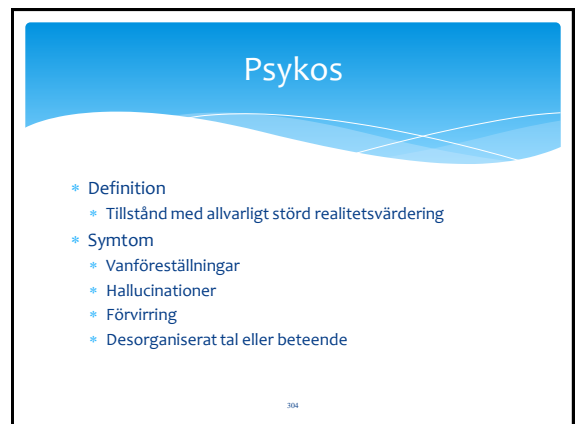 Psykos
* Definition
* Tillstånd med allvarligt störd realitetsvärdering
* Symtom
* Vanföreställningar
* Hallucinationer
* Förvirring
* Desorganiserat tal eller beteende
304